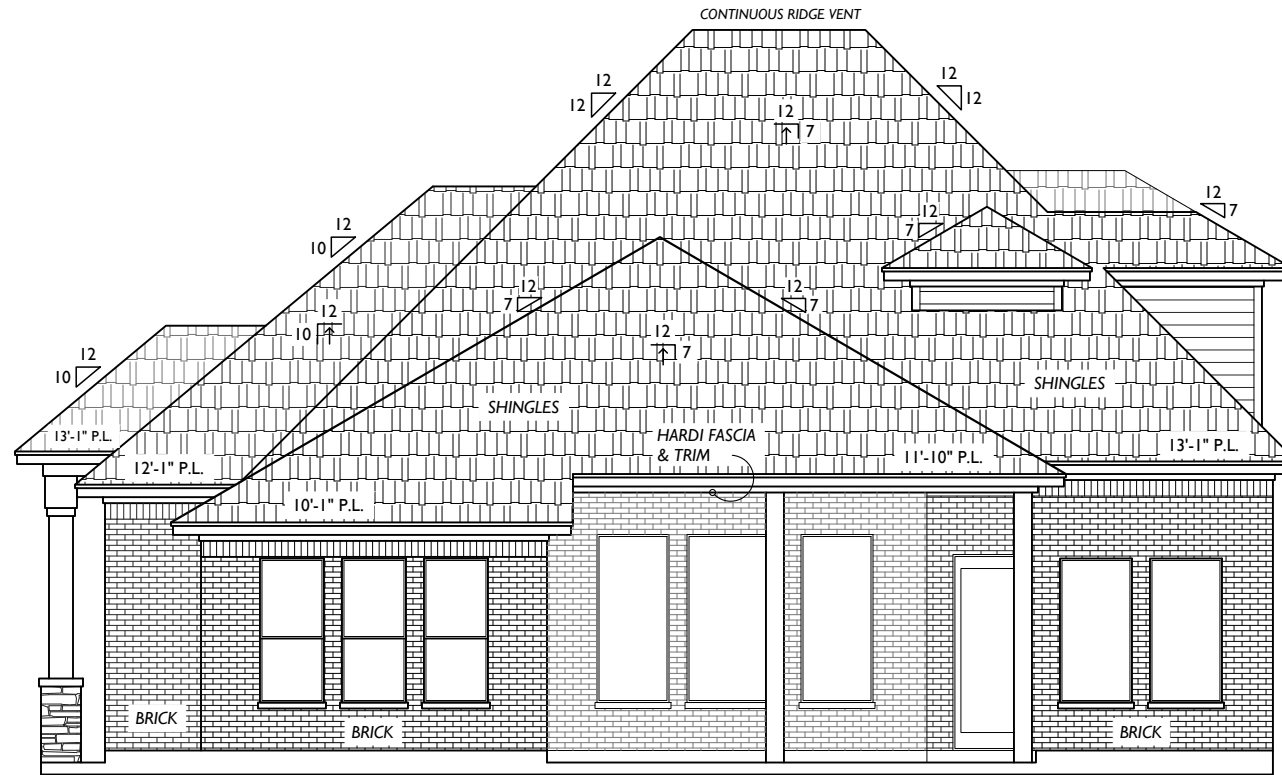 CONTINUOUS RIDGE VENT
12
12
12
12
12
7
12
10
12
7
12
7
12
10
12
7
12
7
12
7
12
10
SHINGLES
SHINGLES
13'-1" P.L.
12'-1" P.L.
10'-1" P.L.
HARDI FASCIA
& TRIM
11'-10" P.L.
13'-1" P.L.
BRICK
BRICK
BRICK